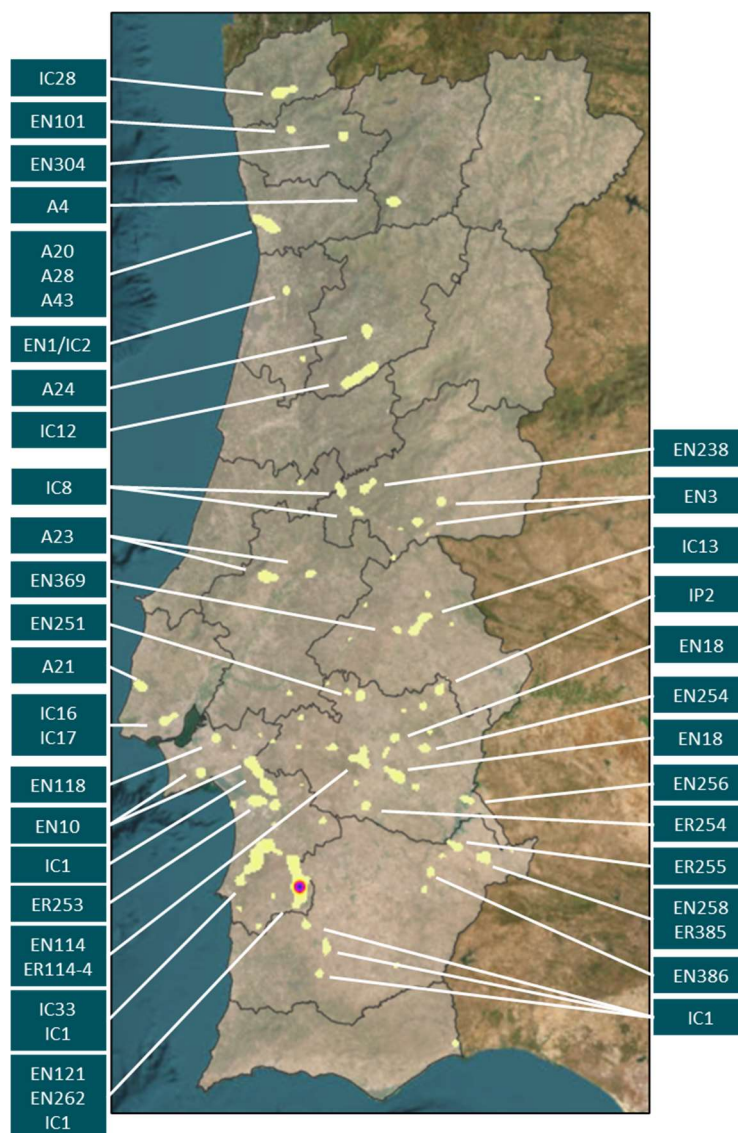 IC28
EN101
EN304
A4
A20
A28
A43
EN1/IC2
A24
IC12
IC8
A23
EN369
EN251
A21
IC16
IC17
EN118
EN10
IC1
ER253
EN114
ER114-4
IC33
IC1
EN121
EN262
IC1
EN238
EN3
IC13
IP2
EN18
EN254
EN18
EN256
ER254
ER255
EN258
ER385
EN386
IC1